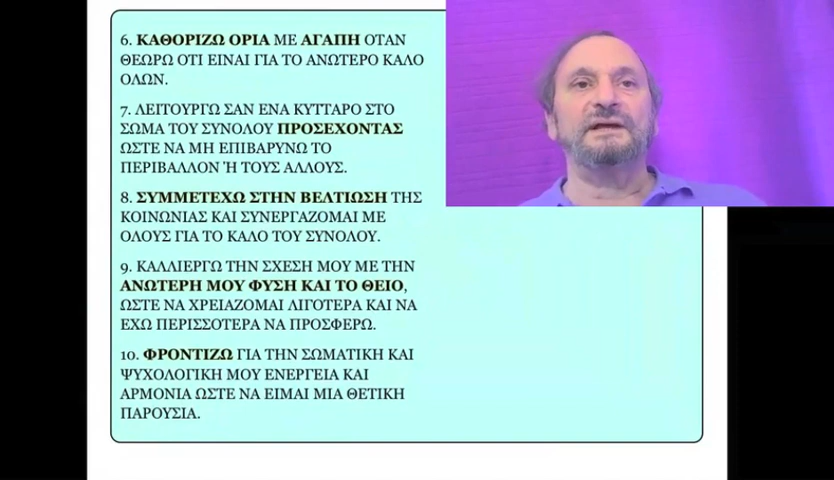 6. ΚΑΘΟΡΙΖΩ ΟΡΙΑ ΜΕ ΑΓΑΠΗ ΟΤΑΝ
ΘΕΩΡΩ ΟΤΙ ΕΙΝΑΙ ΓΙΑ ΤΟ ΑΝΩΤΕΡΟ ΚΑΛΟ
ΟΛΩΝ.
7. ΛΕΙΤΟΥΡΓΩ ΣΑΝ ΕΝΑ ΚΥΤΤΑΡΟ ΣΤΟ
ΣΩΜΑ ΤΟΥ ΣΥΝΟΛΟΥ ΠΡΟΣΕΧΟΝΤΑΣ
ΩΣΤΕ ΝΑ ΜΗ ΕΠΙΒΑΡΥΝΩ ΤΟ
ΠΕΡΙΒΑΛΛΟΝ Ή ΤΟΥΣ ΑΛΛΟΥΣ.
8. ΣΥΜΜΕΤΕΧΩ ΣΤΗΝ ΒΕΛΤΙΩΣΗ ΤΗΣ
ΚΟΙΝΩΝΙΑΣ ΚΑΙ ΣΥΝΕΡΓΑΖΟΜΑΙ ΜΕ
ΟΛΟΥΣ ΓΙΑ ΤΟ ΚΑΛΟ ΤΟΥ ΣΥΝΟΛΟΥ.
9. ΚΑΛΛΙΕΡΓΩ ΤΗΝ ΣΧΕΣΗ ΜΟΥ ΜΕ ΤΗΝ
ΑΝΩΤΕΡΗ ΜΟΥ ΦΥΣΗ ΚΑΙ ΤΟ ΘΕΙΟ,
ΩΣΤΕ ΝΑ ΧΡΕΙΑΖΟΜΑΙ ΛΙΓΟΤΕΡΑ ΚΑΙ ΝΑ
ΕΧΩ ΠΕΡΙΣΣΟΤΕΡΑ ΝΑ ΠΡΟΣΦΕΡΩ.
10. ΦΡΟΝΤΙΖΩ ΓΙΑ ΤΗΝ ΣΩΜΑΤΙΚΗ ΚΑΙ
ΨΥΧΟΛΟΓΙΚΗ ΜΟΥ ΕΝΕΡΓΕΙΑ ΚΑΙ
ΑΡΜΟΝΙΑ ΩΣΤΕ ΝΑ ΕΙΜΑΙ ΜΙΑ ΘΕΤΙΚΗ
ΠΑΡΟΥΣΙΑ.